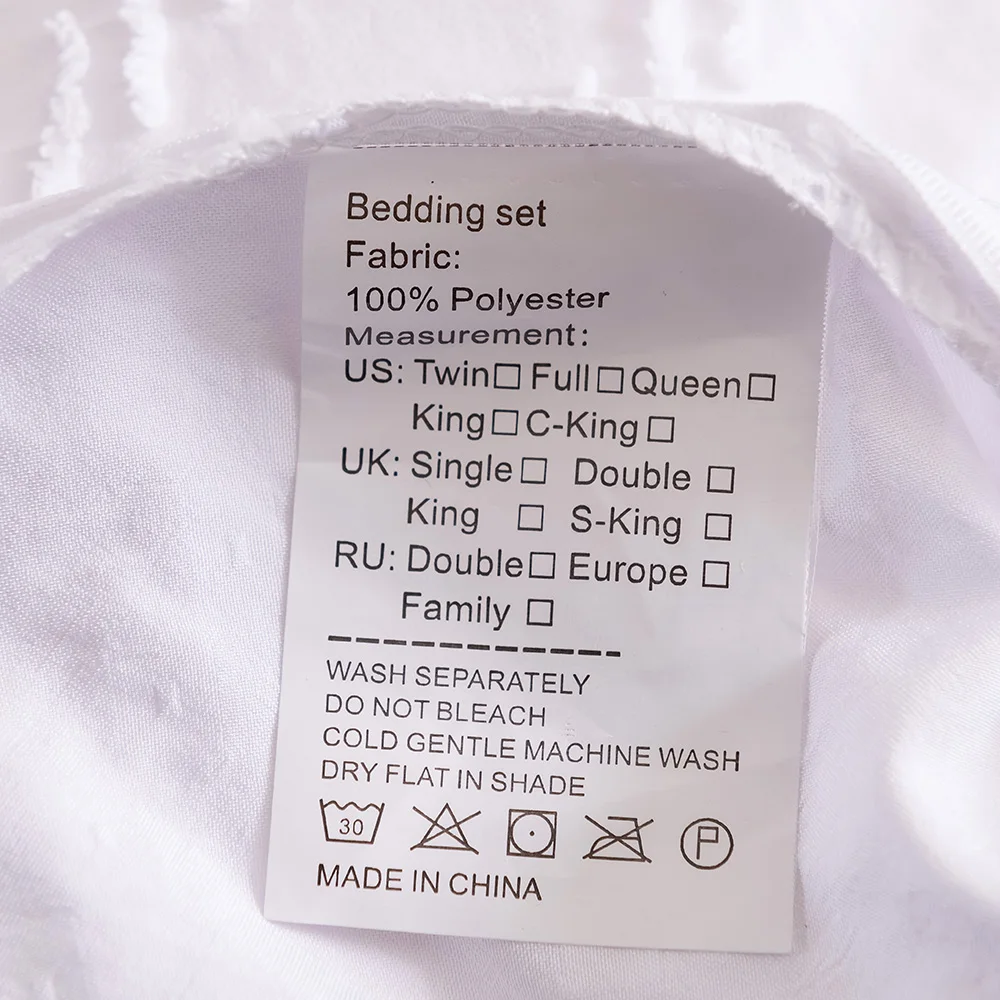 Bedding set
Fabric:
100% Polyester
Measurement:
US: Twin□ Full□ Queen□
King□ C-King □
UK: Single□ Double □
King □ S-King □
RU: Double□ Europe □
Family □
WASH SEPARATELY
DO NOT BLEACH
COLD GENTLE MACHINE WASH
DRY FLAT IN SHADE
30 P
MADE IN CHINA